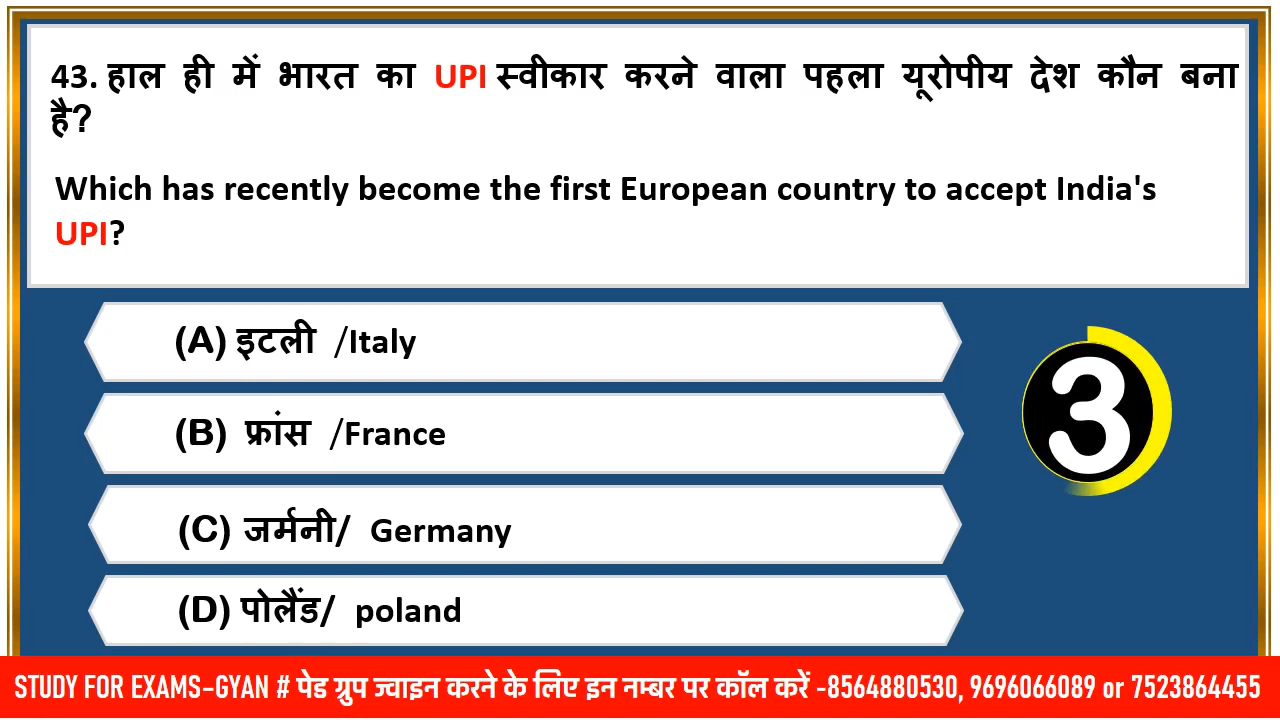 43. हाल ही में भारत का UPI स्वीकार करने वाला पहला यूरोपीय देश कौन बना
है?
Which has recently become the first European country to accept India's
UPI?
(A) इटली /Italy
(B) फ्रांस /France
3
(C) जर्मनी/ Germany
(D) पोलैंड/ poland
STUDY FOR EXAMS-GYAN # पेड ग्रुप ज्वाइन करने के लिए इन नम्बर पर कॉल करें -8564880530, 9696066089 or 7523864455